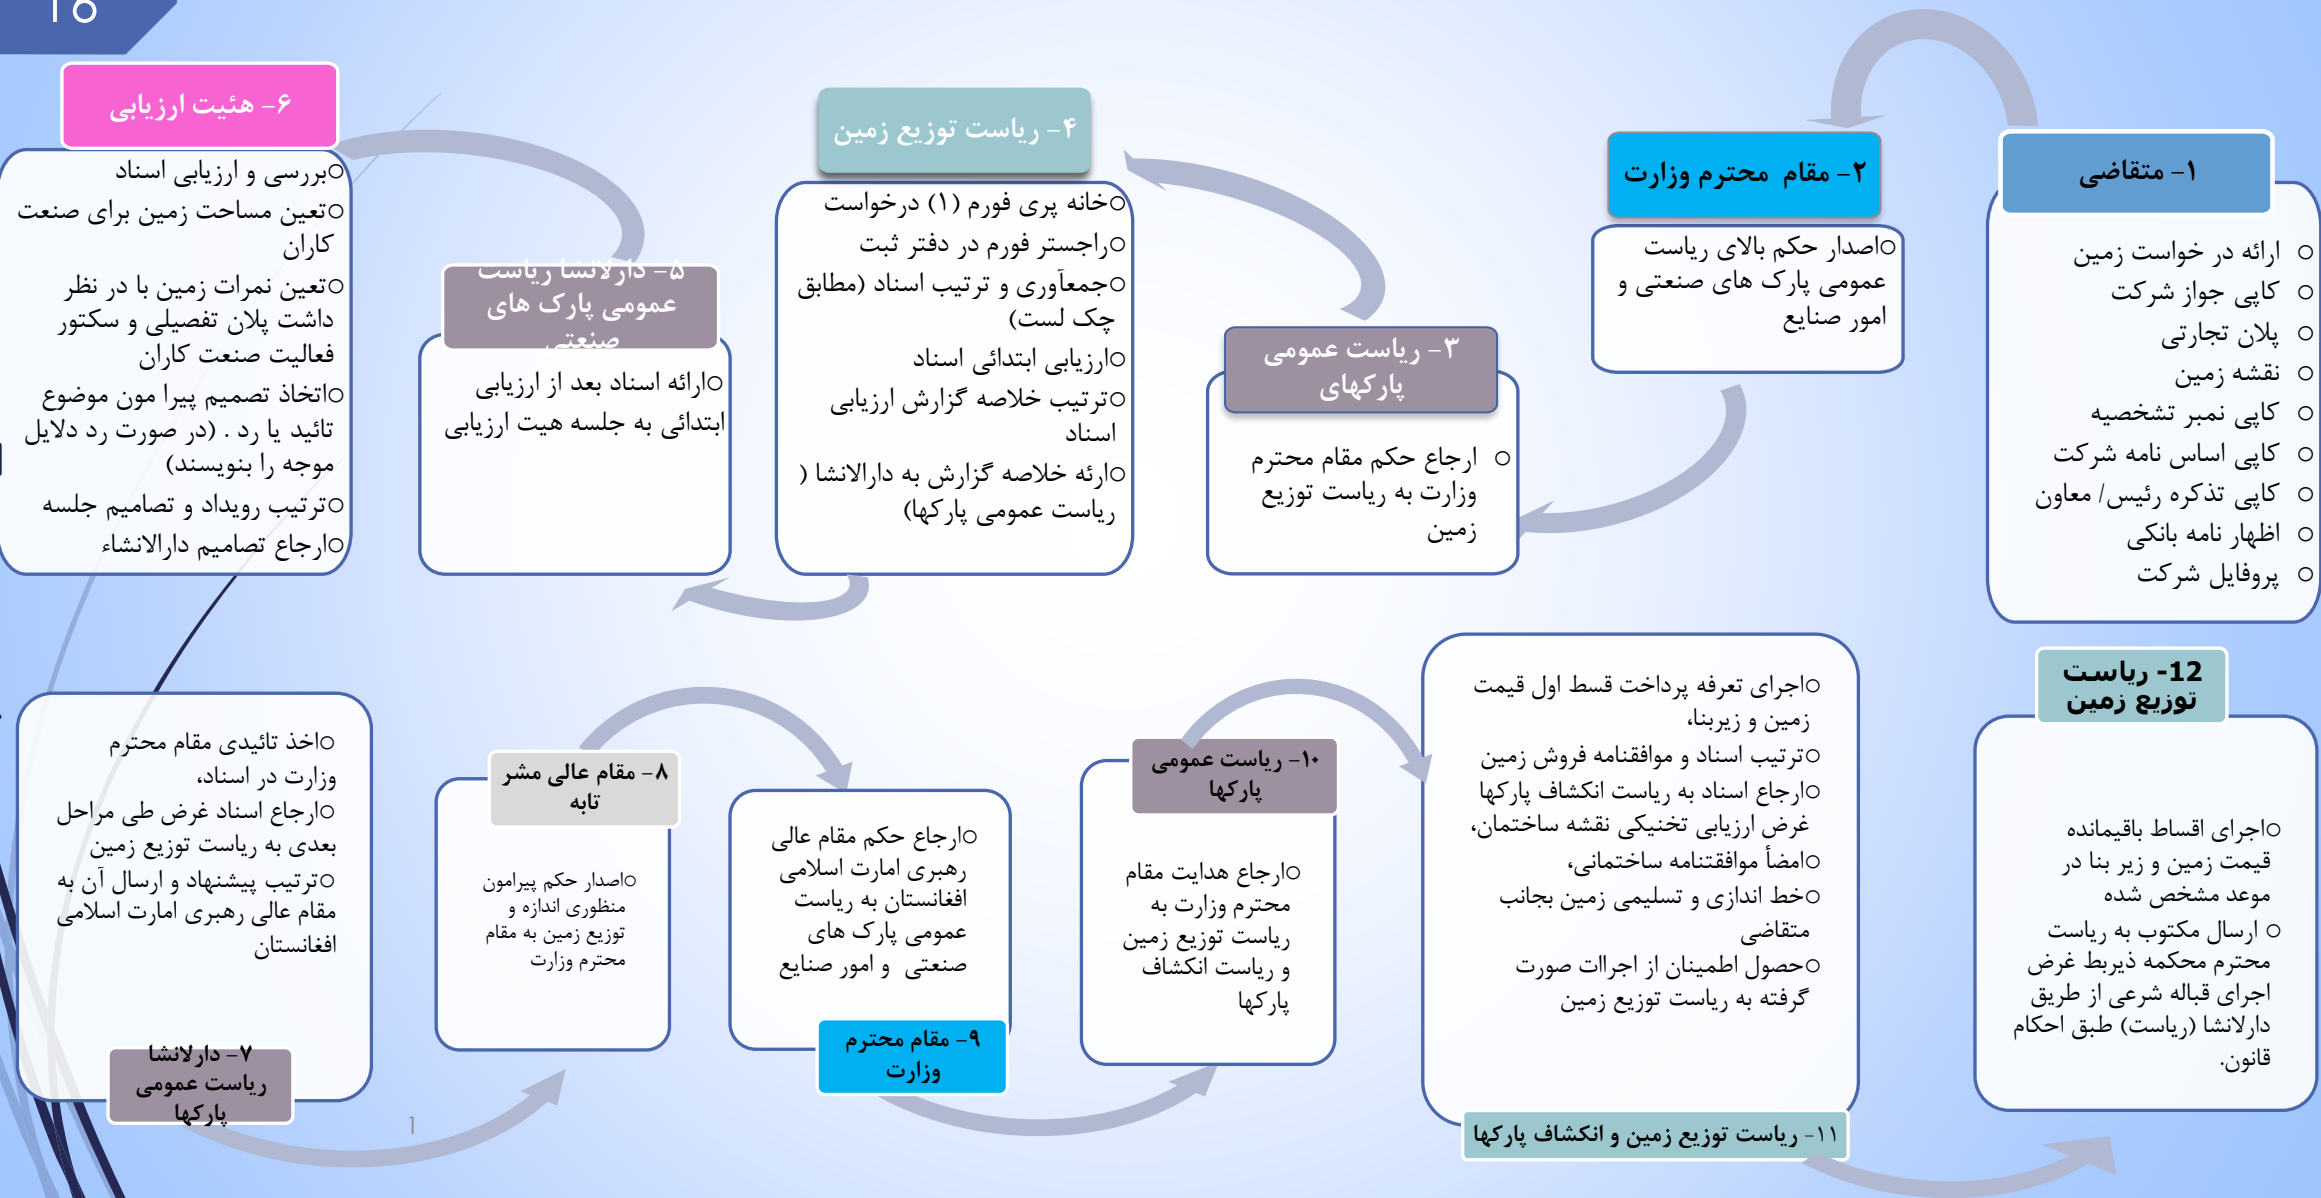 16
۱- متقاضی
ارائه در خواست زمین
کاپی جواز شرکت
پلان تجارتی
نقشه زمین
کاپی نمبر تشخصیه
کاپی اساس نامه شرکت
کاپی تذکره رئیس/ معاون
اظهار نامه بانکی
پروفایل شرکت
۲- مقام محترم وزارت
اصدار حکم بالای ریاست
عمومی پارک های صنعتی و
امور صنایع
۳- ریاست عمومی
پارکهای
ارجاع حکم مقام محترم
وزارت به ریاست توزیع
زمین
۴- ریاست توزیع زمین
خانه پری فورم (۱) درخواست
راجستر فورم در دفتر ثبت
جمعآوری و ترتیب اسناد (مطابق
چک لست)
ارزیابی ابتدائی اسناد
ترتیب خلاصه گزارش ارزیابی
اسناد
ارئه خلاصه گزارش به دارالانشا (
ریاست عمومی پارکها)
۵- دارلانشا ریاست
عمومی پارک های
صنعتی
ارائه اسناد بعد از ارزیابی
ابتدائی به جلسه هیت ارزیابی
۶- هئیت ارزیابی
بررسی و ارزیابی اسناد
تعین مساحت زمین برای صنعت
کاران
تعین نمرات زمین با در نظر
داشت پلان تفصیلی و سکتور
فعالیت صنعت کاران
اتخاذ تصمیم پیرا مون موضوع
تائید یا رد . (در صورت رد دلایل
موجه را بنویسند)
ترتیب رویداد و تصامیم جلسه
ارجاع تصامیم دارالانشاء
اخذ تائیدی مقام محترم
وزارت در اسناد،
ارجاع اسناد غرض طی مراحل
بعدی به ریاست توزیع زمین
ترتیب پیشنهاد و ارسال آن به
مقام عالی رهبری امارت اسلامی
افغانستان
۷- دارلانشا
ریاست عمومی
پارکها
۸- مقام عالی مشر
تابه
اصدار حکم پیرامون
منظوری اندازه و
توزیع زمین به مقام
محترم وزارت
ارجاع حکم مقام عالی
رهبری امارت اسلامی
افغانستان به ریاست
عمومی پارک های
صنعتی و امور صنایع
۹- مقام محترم
وزارت
۱۰- ریاست عمومی
پارکها
ارجاع هدایت مقام
محترم وزارت به
ریاست توزیع زمین
و ریاست انکشاف
پارکها
اجرای تعرفه پرداخت قسط اول قیمت
زمین و زیربنا،
ترتیب اسناد و موافقنامه فروش زمین
ارجاع اسناد به ریاست انکشاف پارکها
غرض ارزیابی تخنیکی نقشه ساختمان،
امضأ موافقتنامه ساختمانی،
خط اندازی و تسلیمی زمین بجانب
متقاضی
حصول اطمینان از اجراات صورت
گرفته به ریاست توزیع زمین
۱۱- ریاست توزیع زمین و انکشاف پارکها
12- ریاست
توزیع زمین
اجرای اقساط باقیمانده
قیمت زمین و زیر بنا در
موعد مشخص شده
ارسال مکتوب به ریاست
محترم محکمه ذیربط غرض
اجرای قباله شرعی از طریق
دارلانشا (ریاست) طبق احکام
قانون.
1